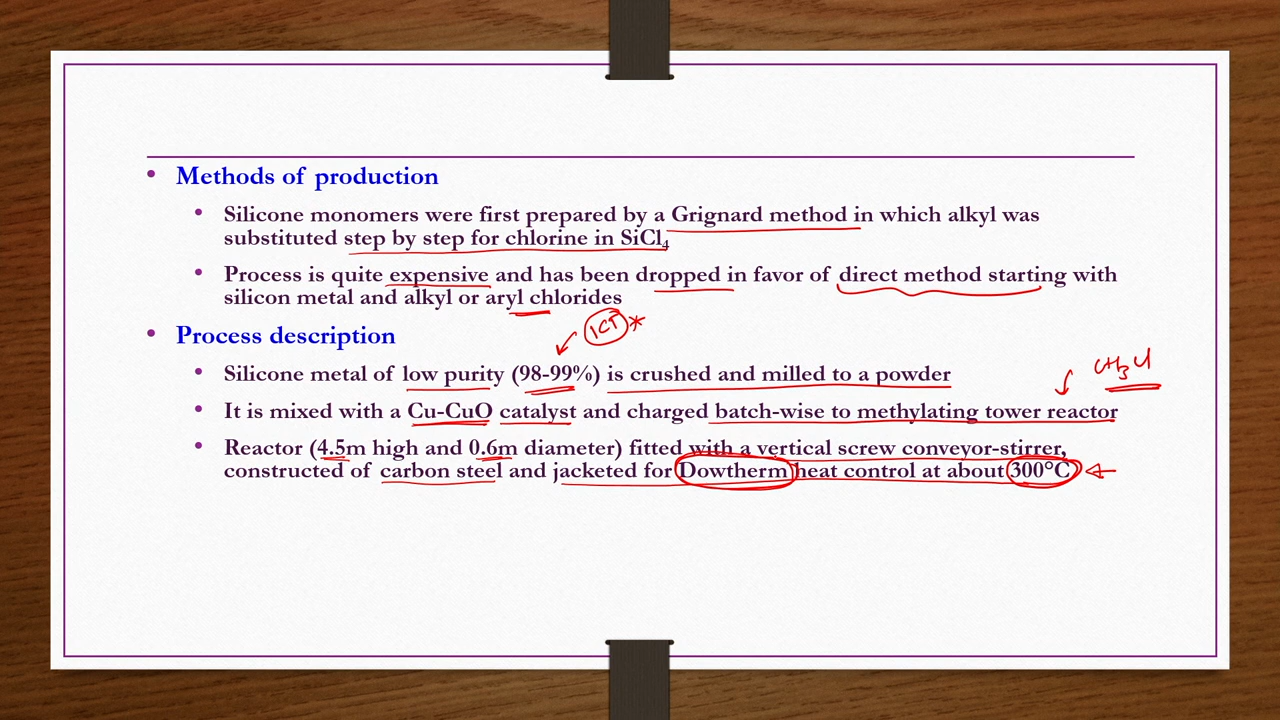 Methods of production
Silicone monomers were first prepared by a Grignard method in which alkyl was
substituted step by step for chlorine in SiCl₄
Process is quite expensive and has been dropped in favor of direct method starting with
silicon metal and alkyl or aryl chlorides
Process description
Silicone metal of low purity (98-99%) is crushed and milled to a powder
CH₃Cl
It is mixed with a Cu-CuO catalyst and charged batch-wise to methylating tower reactor
Reactor (4.5m high and 0.6m diameter) fitted with a vertical screw conveyor-stirrer,
constructed of carbon steel and jacketed for Dowtherm heat control at about 300°C